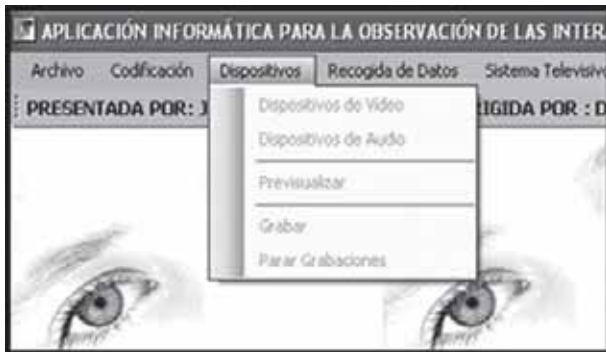 APLICACIÓN INFORMÁTICA PARA LA OBSERVACIÓN DE LAS INTER
Archivo Codificación Dispositivos Recogida de Datos Sistema Televisivo
PRESENTADA POR: J IGIDA POR : D
Dispositivos de Video
Dispositivos de Audio
Previsualizar
Grabar
Parar Grabaciones